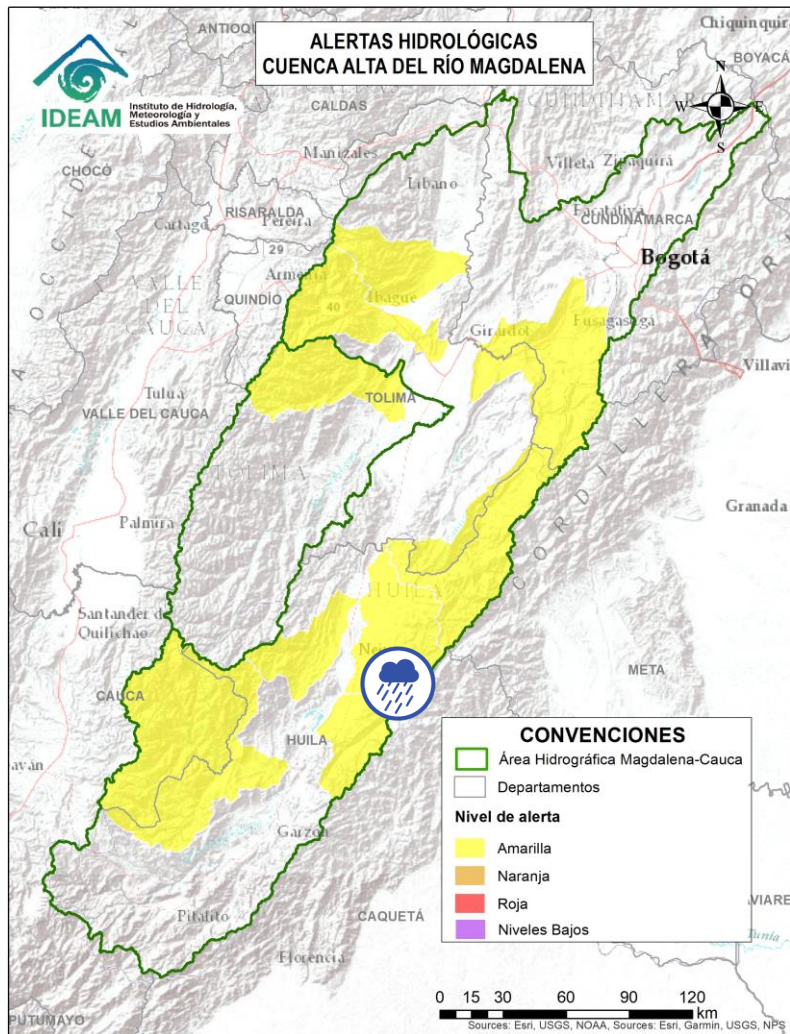 ALERTAS HIDROLÓGICAS
CUENCA ALTA DEL RÍO MAGDALENA
IDEAM
Instituto de Hidrología,
Meteorología y
Estudios Ambientales
Chiquinquirá
BOYACÁ
CALDAS
N
W
E
S
Manizales
Líbano
Villeta
Zipaquirá
CHOCÓ
RISARALDA
Pereira
Cartago
Facatativá
CUNDINAMARCA
29
Bogotá
Armenia
QUINDÍO
40
Ibagué
VALLE
DEL
CAUCA
Girardot
Fusagasuga
Villavi
Tuluá
TOLIMA
VALLE DEL CAUCA
TOLIMA
Granada
Cali
Palmira
CORDILLERA ORI
HUILA
Santander de
Quilichao
META
CAUCA
HUILA
Garzón
CAQUETÁ
Pitalito
Florencia
PUTUMAYO
CONVENCIONES
Área Hidrográfica Magdalena-Cauca
Departamentos
Nivel de alerta
Amarilla
Naranja
Roja
Niveles Bajos
VIARE
Tunía
0 15 30 60 90 120
km
Sources: Esri, USGS, NOAA, Sources: Esri, Garmin, USGS, NPS